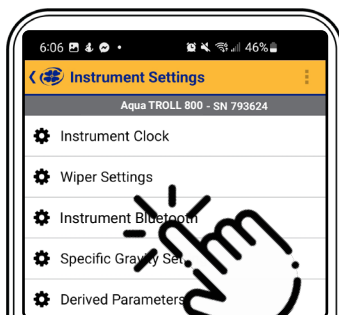 6:06 46%
Instrument Settings
Aqua TROLL 800 - SN 793624
Instrument Clock
Wiper Settings
Instrument Bluetooth
Specific Gravity Set
Derived Parameters